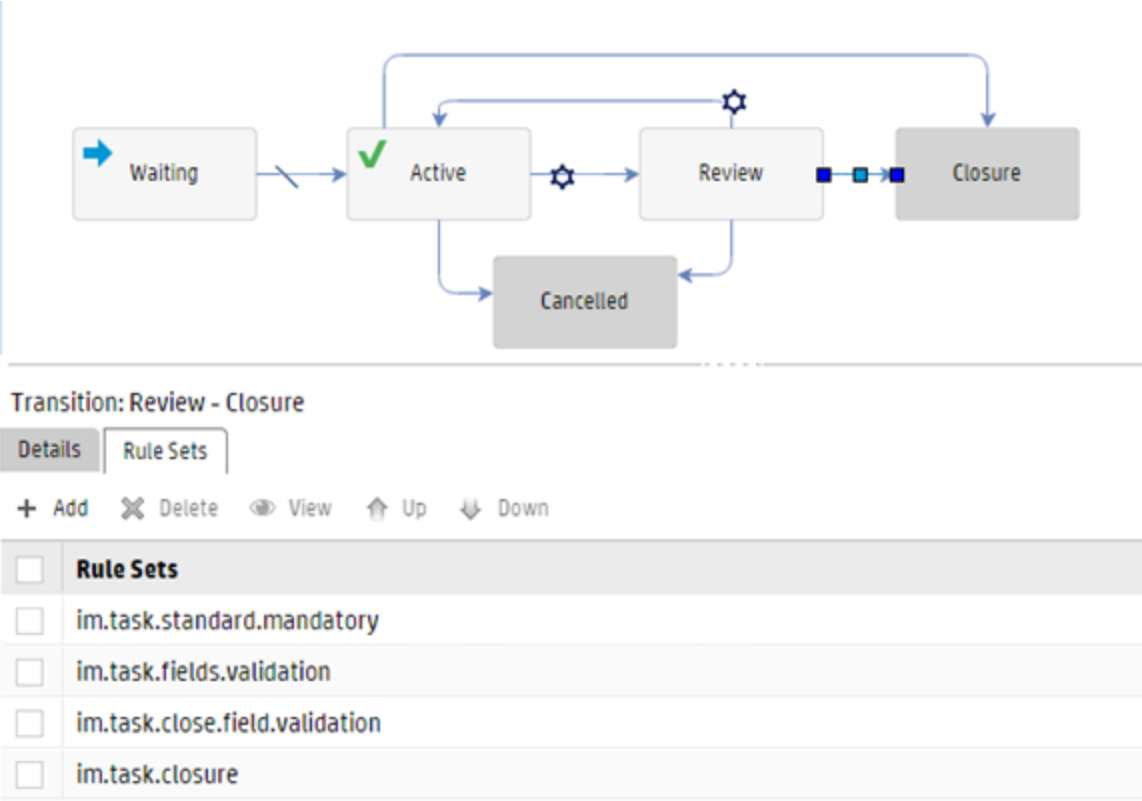 Waiting
Active
Review
Closure
Cancelled
Transition: Review - Closure
Details Rule Sets
Add Delete View Up Down
Rule Sets
im.task.standard.mandatory
im.task.fields.validation
im.task.close.field.validation
im.task.closure